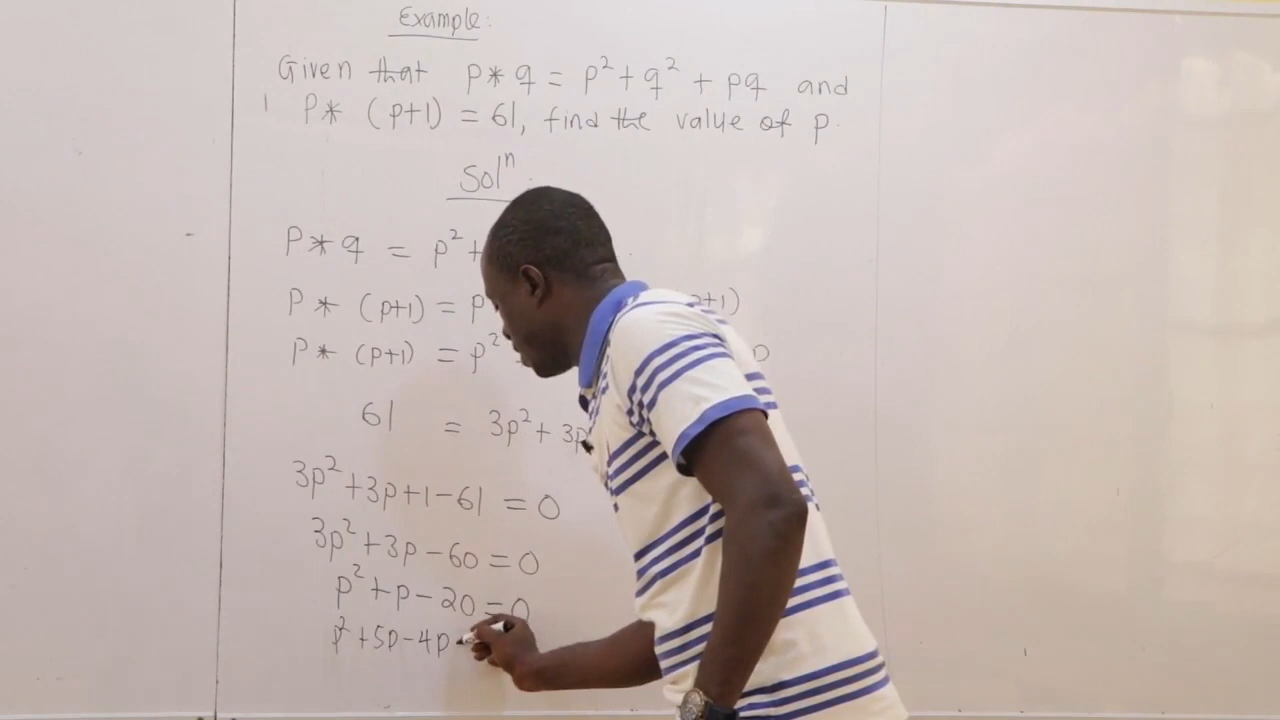 Example:
Given that p * q = p² + q² + pq and
p * (p+1) = 61, find the value of p.
Solⁿ
p * q = p² +
p * (p+1) = p +1)
p * (p+1) = p² p
61 = 3p² + 3p
3p² + 3p + 1 - 61 = 0
3p² + 3p - 60 = 0
p² + p - 20 = 0
p² + 5p - 4p